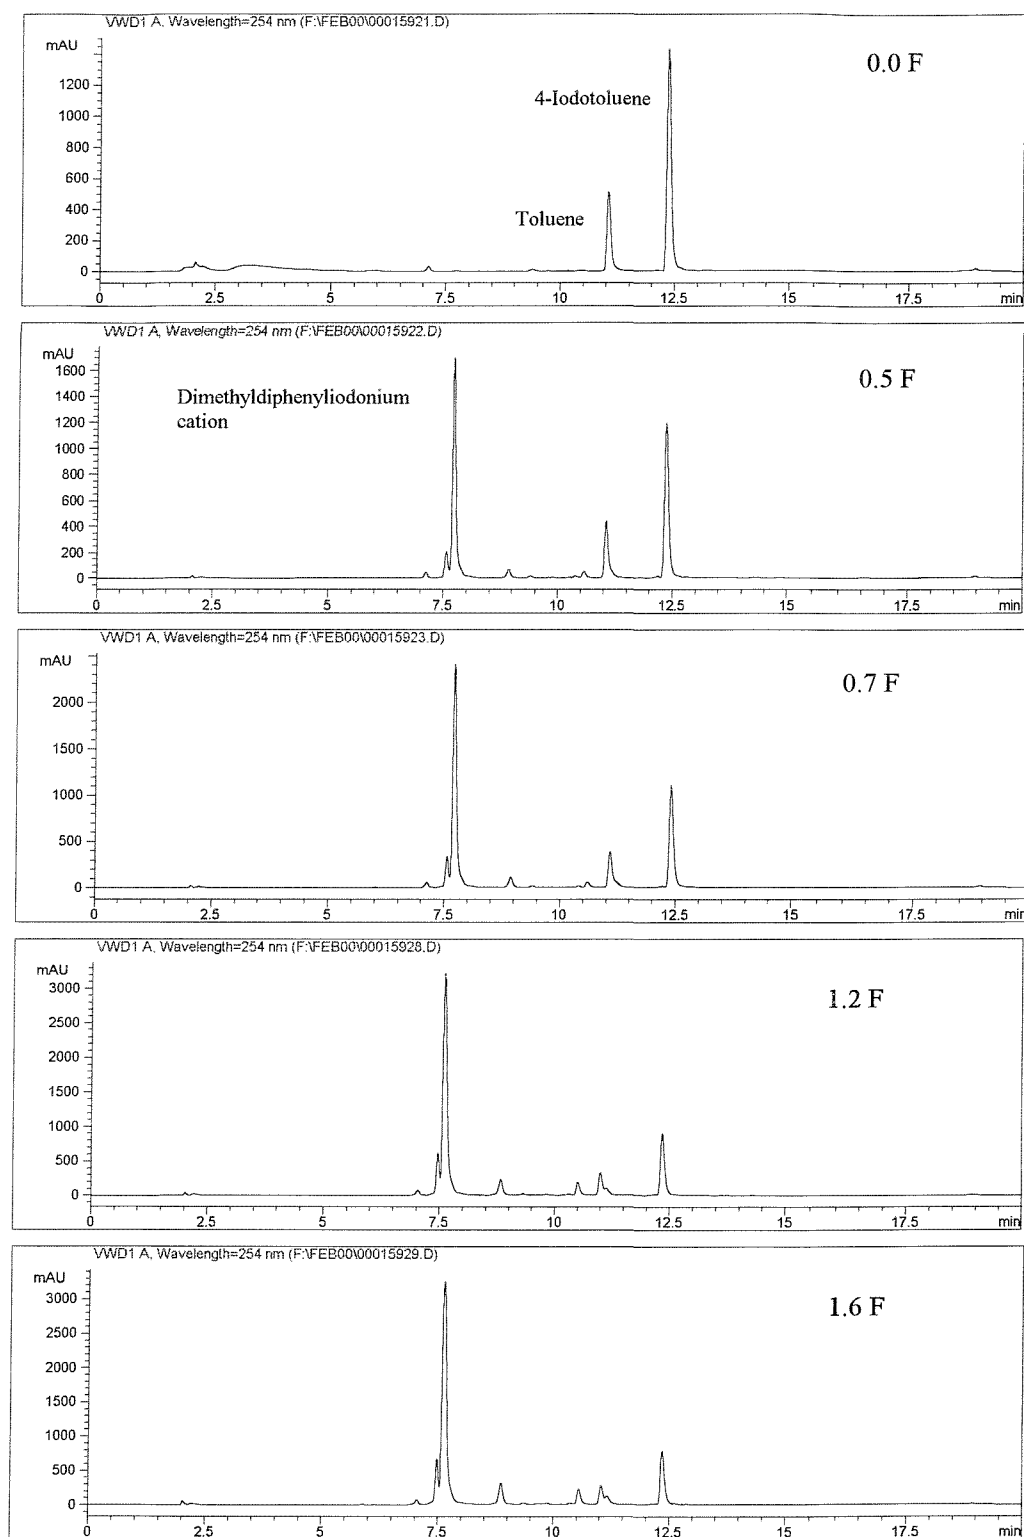 VWD1 A, Wavelength=254 nm (F:\FEB00\00015921.D)
mAU
0.0 F
4-Iodotoluene
Toluene
1200
1000
800
600
400
200
0
0 2.5 5 7.5 10 12.5 15 17.5 min
VWD1 A, Wavelength=254 nm (F:\FEB00\00015922.D)
mAU
0.5 F
Dimethyldiphenyliodonium
cation
1600
1400
1200
1000
800
600
400
200
0
0 2.5 5 7.5 10 12.5 15 17.5 min
VWD1 A, Wavelength=254 nm (F:\FEB00\00015923.D)
mAU
0.7 F
2000
1500
1000
500
0
0 2.5 5 7.5 10 12.5 15 17.5 min
VWD1 A, Wavelength=254 nm (F:\FEB00\00015928.D)
mAU
1.2 F
3000
2500
2000
1500
1000
500
0
0 2.5 5 7.5 10 12.5 15 17.5 min
VWD1 A, Wavelength=254 nm (F:\FEB00\00015929.D)
mAU
1.6 F
3000
2500
2000
1500
1000
500
0
0 2.5 5 7.5 10 12.5 15 17.5 min